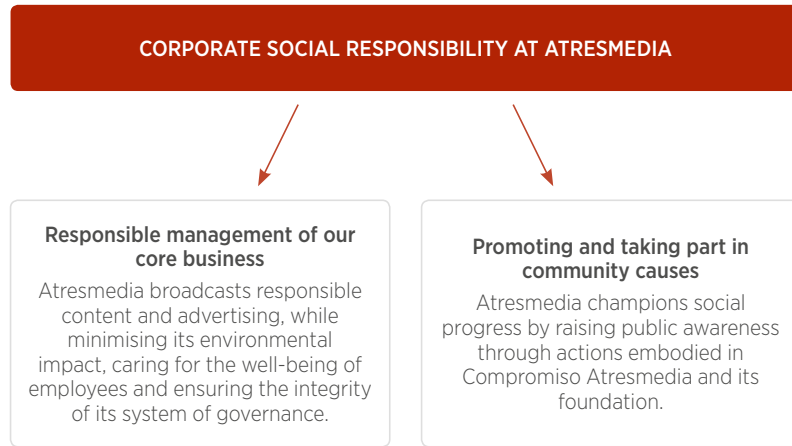 CORPORATE SOCIAL RESPONSIBILITY AT ATRESMEDIA
Responsible management of our
core business
Atresmedia broadcasts responsible
content and advertising, while
minimising its environmental
impact, caring for the well-being of
employees and ensuring the integrity
of its system of governance.
Promoting and taking part in
community causes
Atresmedia champions social
progress by raising public awareness
through actions embodied in
Compromiso Atresmedia and its
foundation.